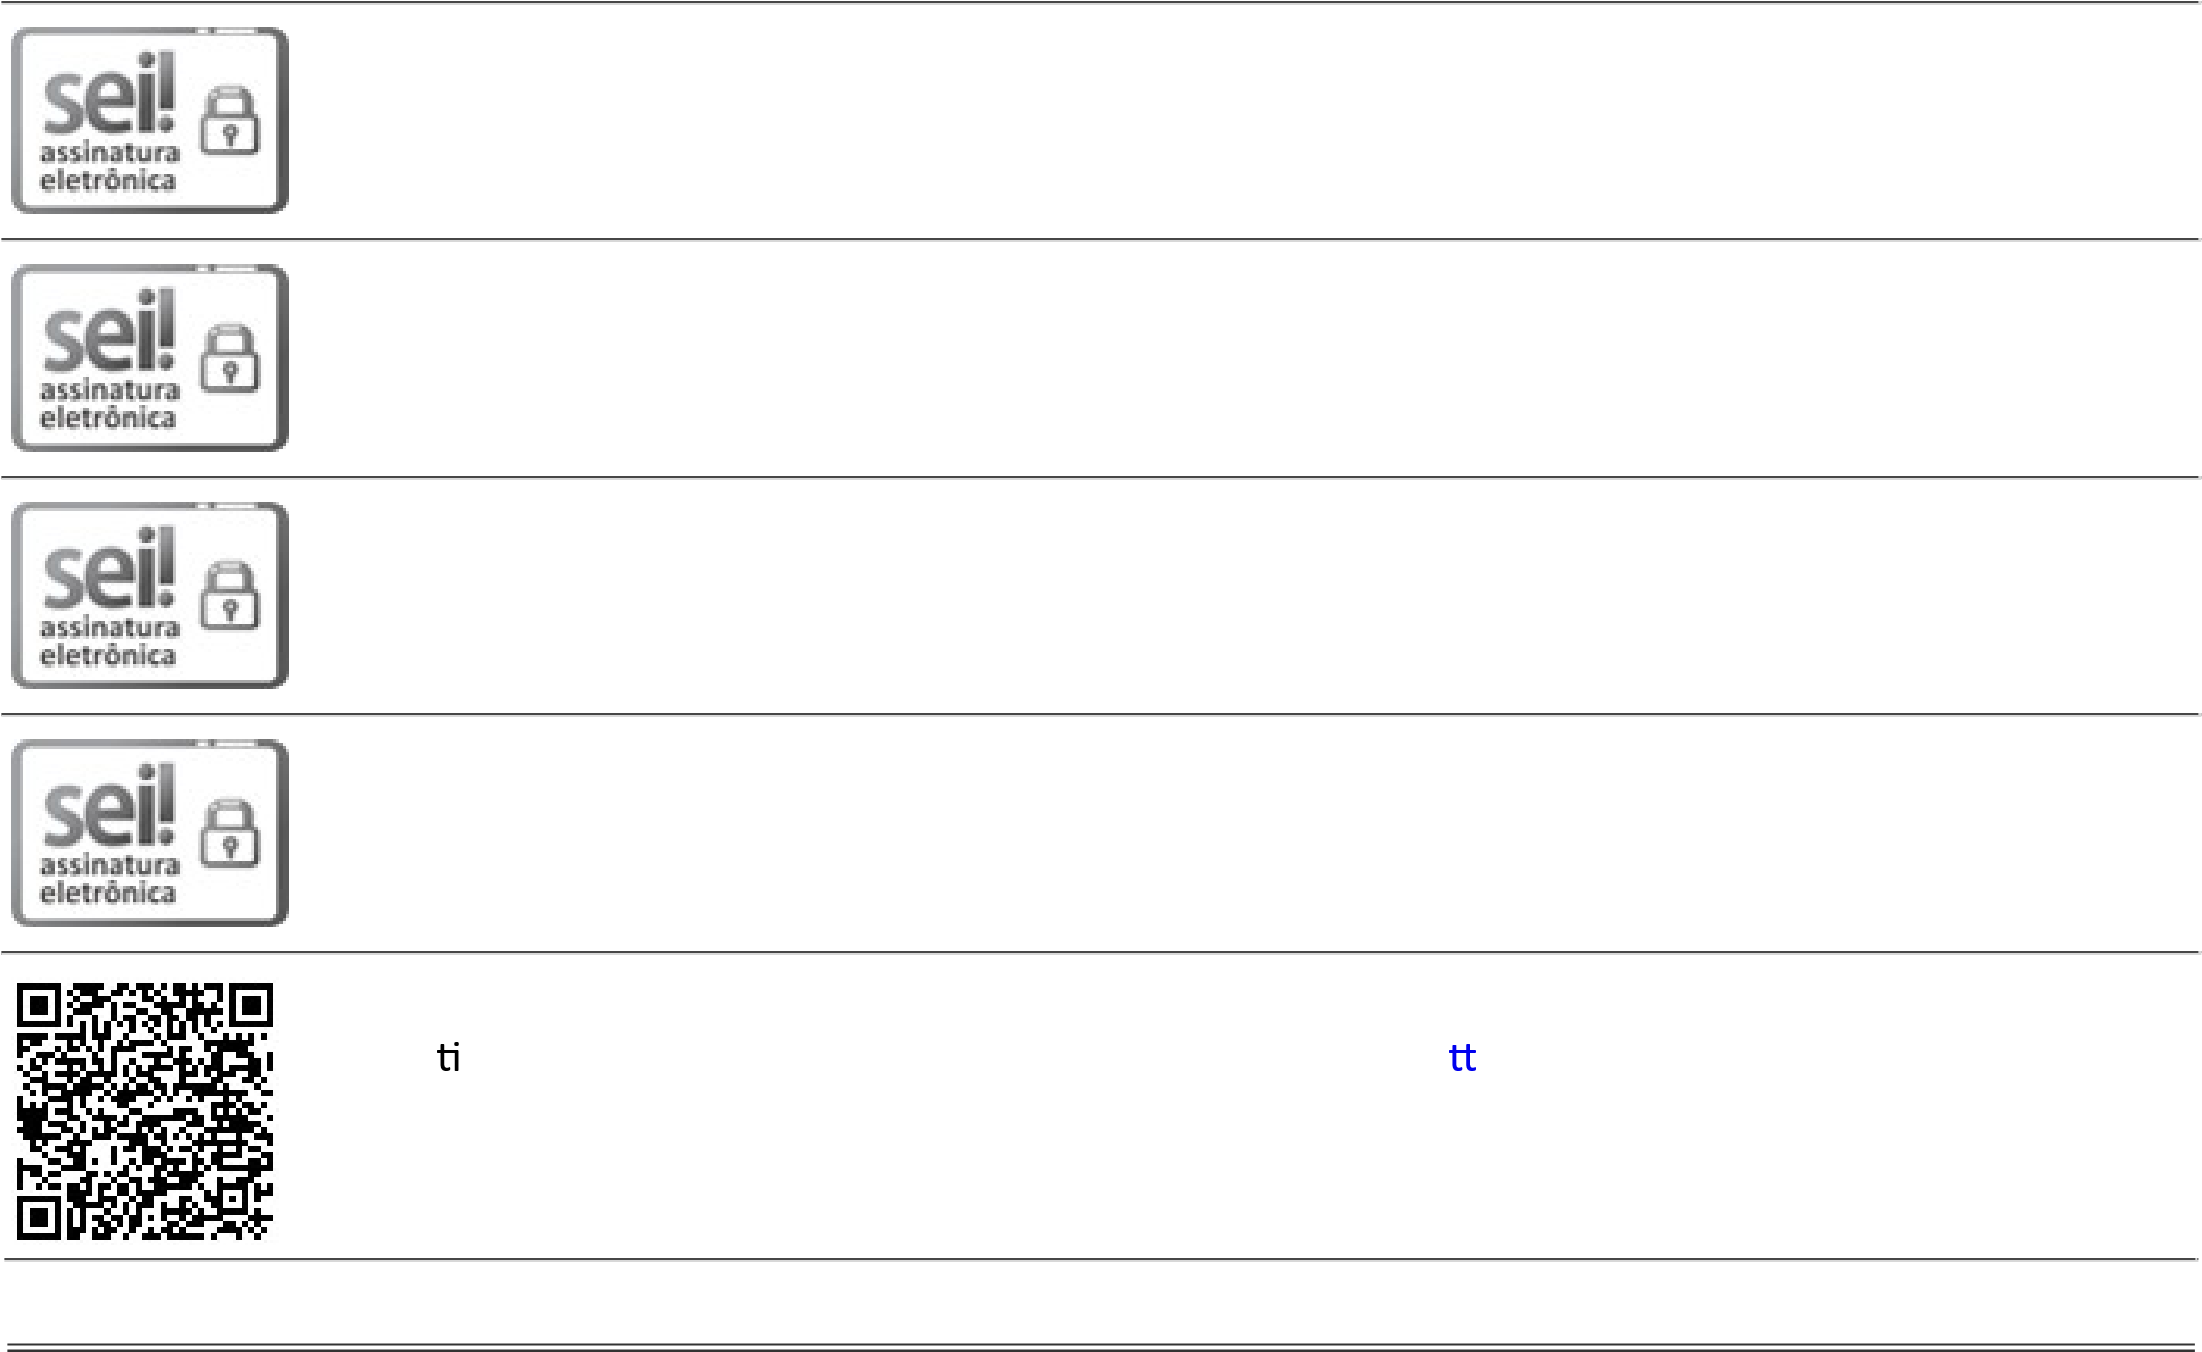 sei!
assinatura
eletrônica
sei!
assinatura
eletrônica
sei!
assinatura
eletrônica
sei!
assinatura
eletrônica
ti tt